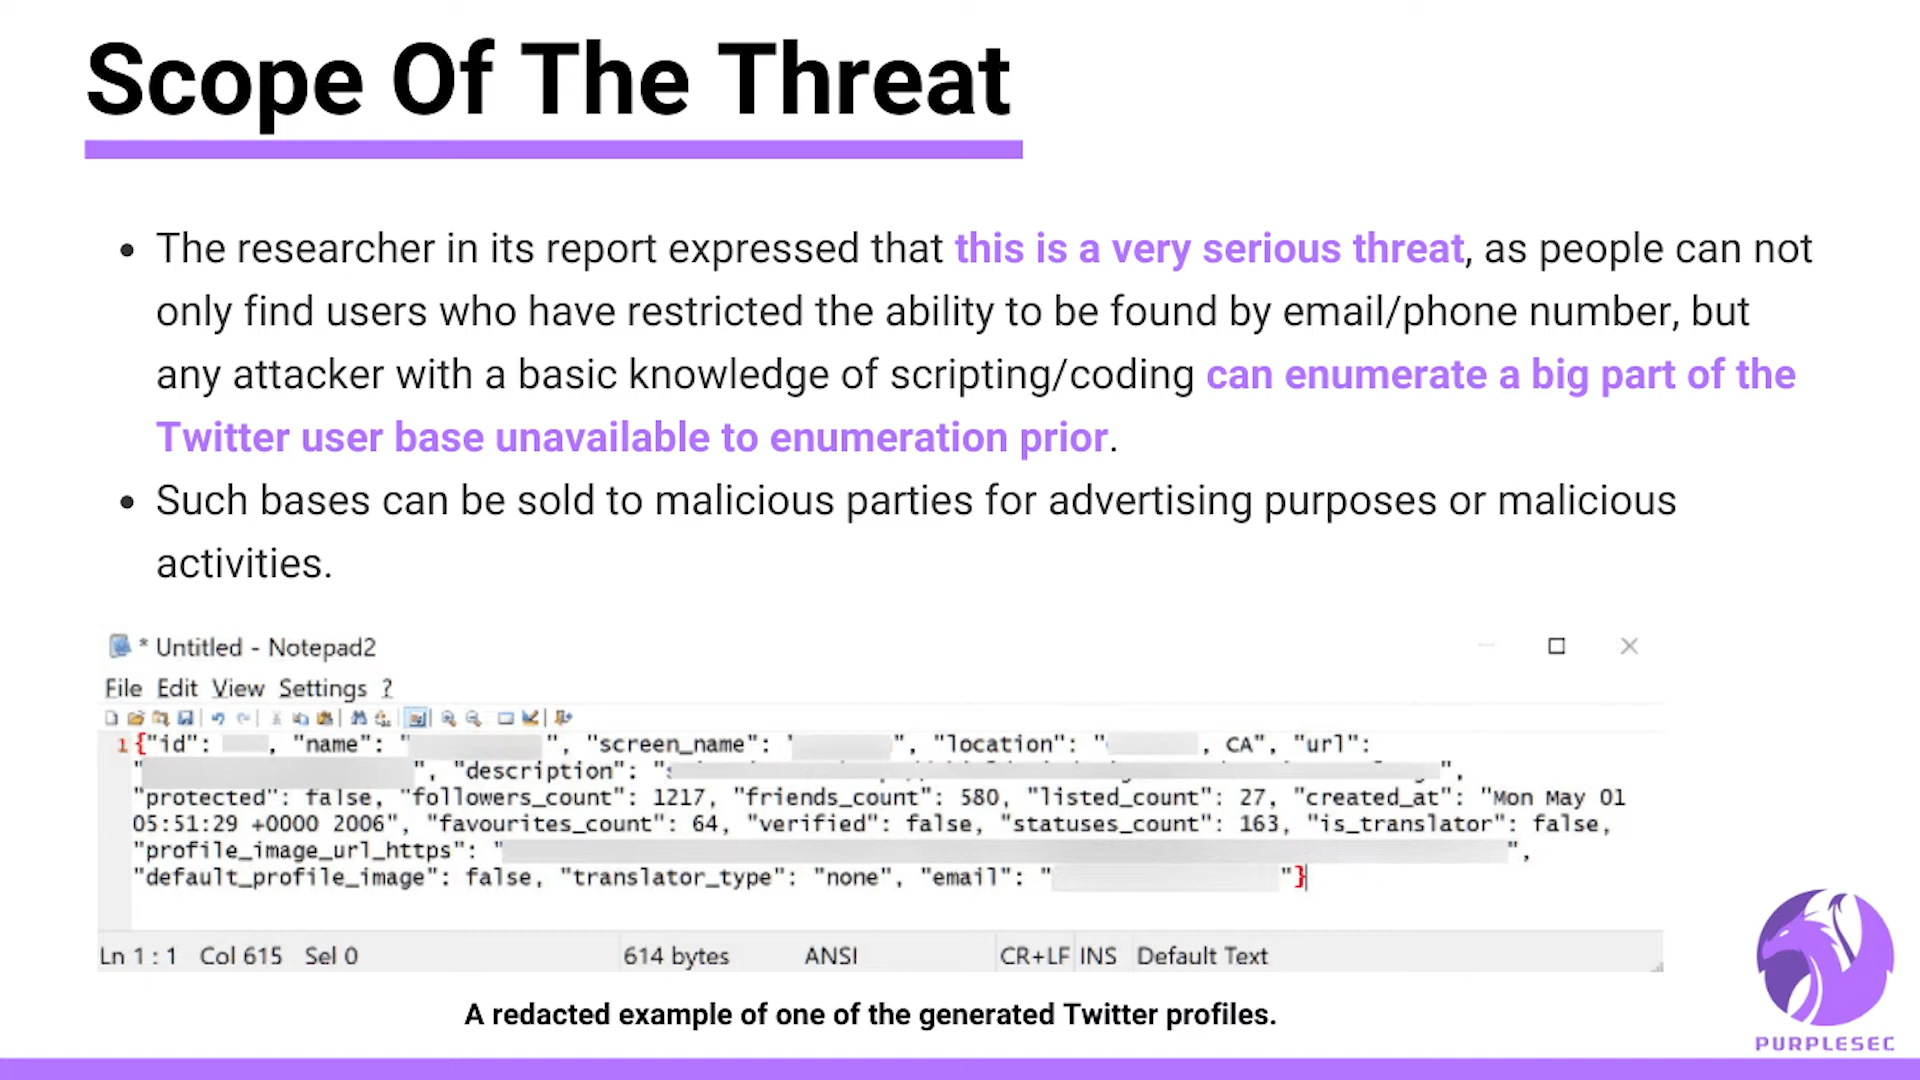 Scope Of The Threat
• The researcher in its report expressed that this is a very serious threat, as people can not
only find users who have restricted the ability to be found by email/phone number, but
any attacker with a basic knowledge of scripting/coding can enumerate a big part of the
Twitter user base unavailable to enumeration prior.
• Such bases can be sold to malicious parties for advertising purposes or malicious
activities.
* Untitled - Notepad2
File Edit View Settings ?
1 {"id": , "name": "", "screen_name": "", "location": ", CA", "url":
"", "description": "",
"protected": false, "followers_count": 1217, "friends_count": 580, "listed_count": 27, "created_at": "Mon May 01
05:51:29 +0000 2006", "favourites_count": 64, "verified": false, "statuses_count": 163, "is_translator": false,
"profile_image_url_https": "",
"default_profile_image": false, "translator_type": "none", "email": ""}
Ln 1 : 1 Col 615 Sel 0 614 bytes ANSI CR+LF INS Default Text
A redacted example of one of the generated Twitter profiles.
PURPLESEC